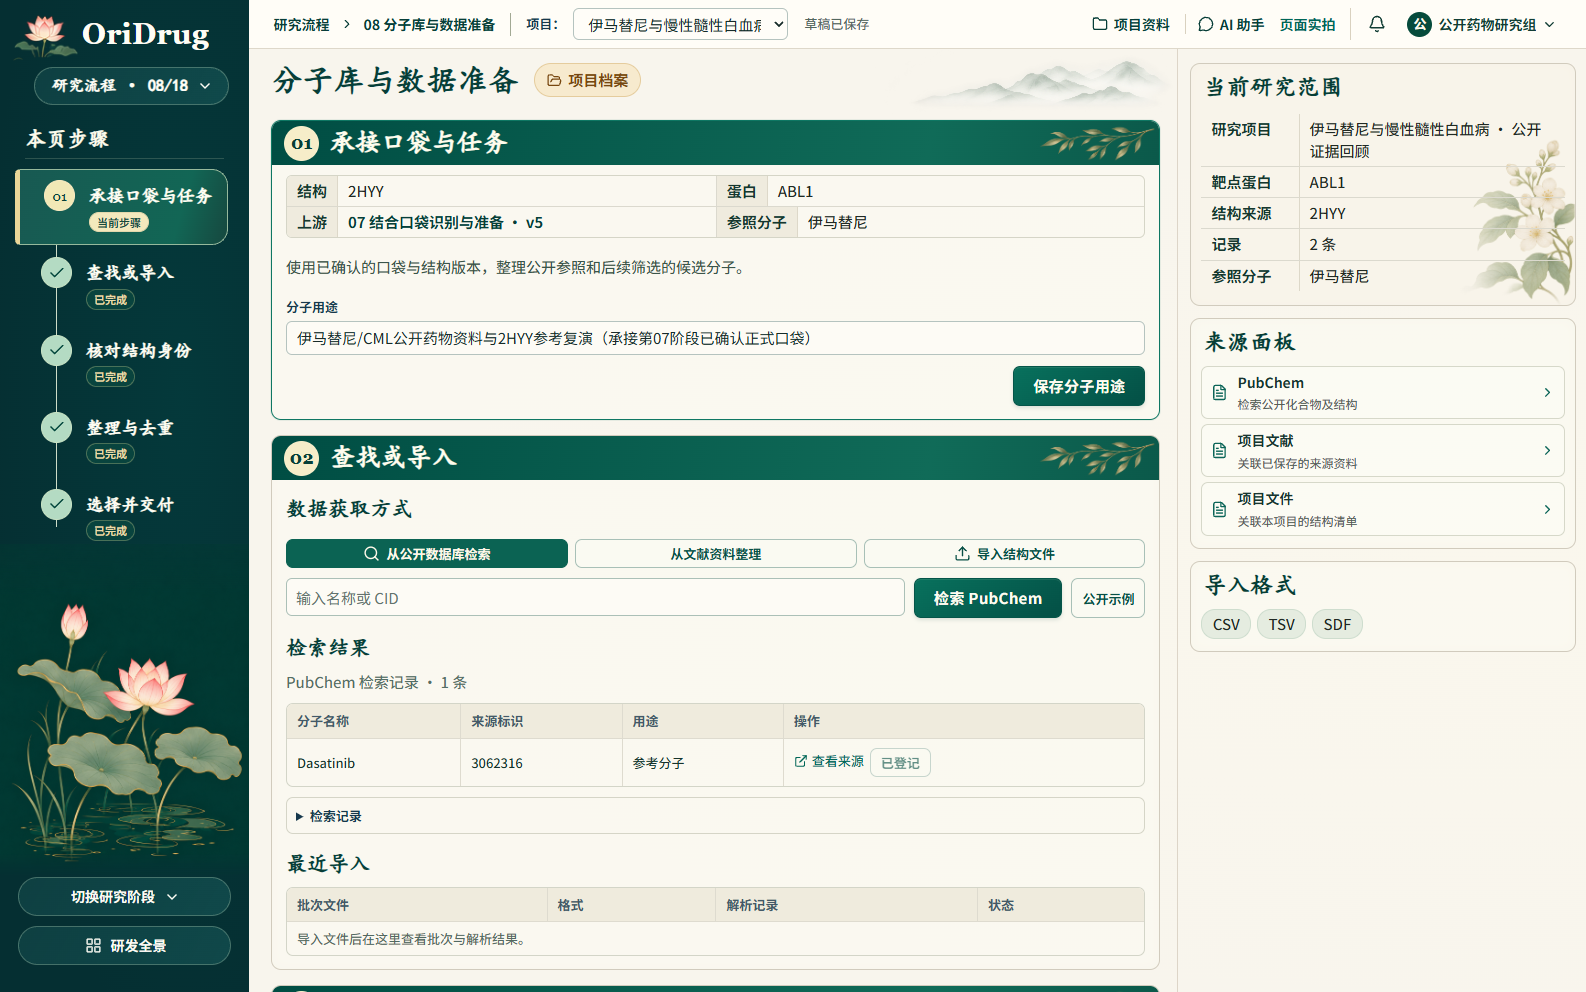 OriDrug
研究流程 • 08/18
本页步骤
01 承接口袋与任务
当前步骤
查找或导入
已完成
核对结构身份
已完成
整理与去重
已完成
选择并交付
已完成
切换研究阶段
研发全景
研究流程 > 08 分子库与数据准备 项目： 伊马替尼与慢性髓性白血病 草稿已保存
项目资料 AI 助手 页面实拍 公 公开药物研究组
分子库与数据准备 项目档案
01 承接口袋与任务
结构 2HYY 蛋白 ABL1
上游 07 结合口袋识别与准备 • v5 参照分子 伊马替尼
使用已确认的口袋与结构版本，整理公开参照和后续筛选的候选分子。
分子用途
伊马替尼/CML公开药物资料与2HYY参考复演（承接第07阶段已确认正式口袋）
保存分子用途
02 查找或导入
数据获取方式
从公开数据库检索 从文献资料整理 导入结构文件
输入名称或 CID 检索 PubChem 公开示例
检索结果
PubChem 检索记录 • 1 条
分子名称 来源标识 用途 操作
Dasatinib 3062316 参考分子 查看来源 已登记
检索记录
最近导入
批次文件 格式 解析记录 状态
导入文件后在这里查看批次与解析结果。
当前研究范围
研究项目 伊马替尼与慢性髓性白血病 • 公开
证据回顾
靶点蛋白 ABL1
结构来源 2HYY
记录 2 条
参照分子 伊马替尼
来源面板
PubChem
检索公开化合物及结构
项目文献
关联已保存的来源资料
项目文件
关联本项目的结构清单
导入格式
CSV TSV SDF